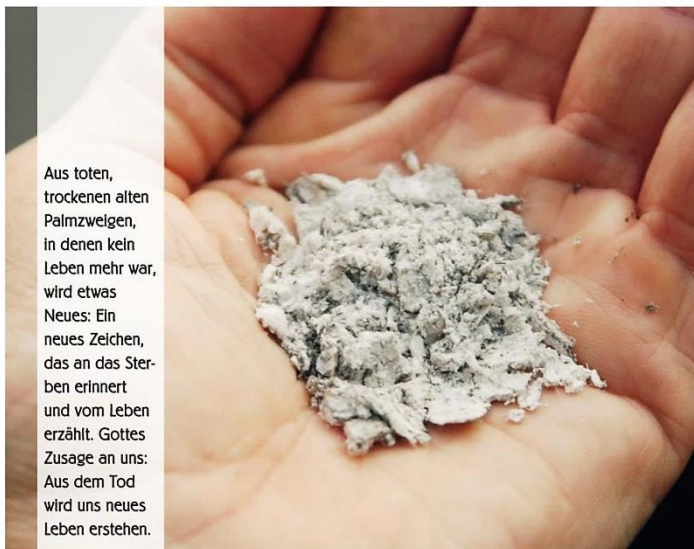 Aus toten,
trockenen alten
Palmzweigen,
in denen kein
Leben mehr war,
wird etwas
Neues: Ein
neues Zeichen,
das an das Ster-
ben erinnert
und vom Leben
erzählt. Gottes
Zusage an uns:
Aus dem Tod
wird uns neues
Leben erstehen.